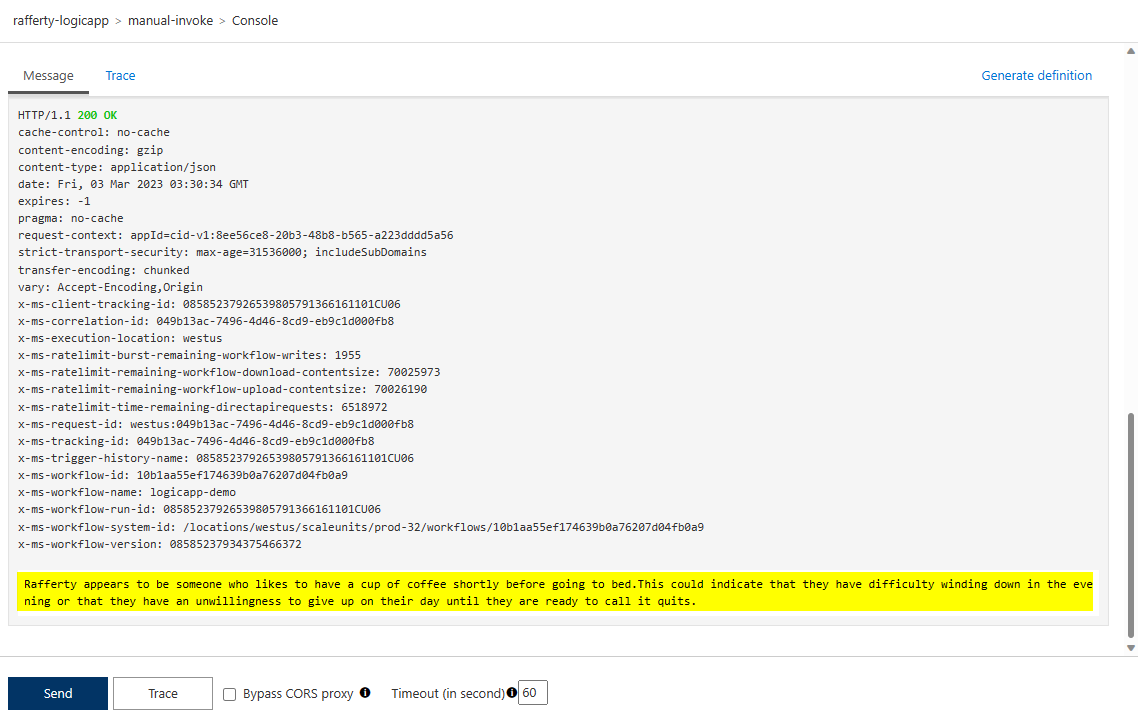 rafferty-logicapp > manual-invoke > Console
Message Trace Generate definition
HTTP/1.1 200 OK
cache-control: no-cache
content-encoding: gzip
content-type: application/json
date: Fri, 03 Mar 2023 03:30:34 GMT
expires: -1
pragma: no-cache
request-context: appId=cid-v1:8ee56ce8-20b3-48b8-b565-a223dddd5a56
strict-transport-security: max-age=31536000; includeSubDomains
transfer-encoding: chunked
vary: Accept-Encoding,Origin
x-ms-client-tracking-id: 08585237926539805791366161101CU06
x-ms-correlation-id: 049b13ac-7496-4d46-8cd9-eb9c1d000fb8
x-ms-execution-location: westus
x-ms-ratelimit-burst-remaining-workflow-writes: 1955
x-ms-ratelimit-remaining-workflow-download-contentsize: 70025973
x-ms-ratelimit-remaining-workflow-upload-contentsize: 70026190
x-ms-ratelimit-time-remaining-directapirequests: 6518972
x-ms-request-id: westus:049b13ac-7496-4d46-8cd9-eb9c1d000fb8
x-ms-tracking-id: 049b13ac-7496-4d46-8cd9-eb9c1d000fb8
x-ms-trigger-history-name: 08585237926539805791366161101CU06
x-ms-workflow-id: 10b1aa55ef174639b0a76207d04fb0a9
x-ms-workflow-name: logicapp-demo
x-ms-workflow-run-id: 08585237926539805791366161101CU06
x-ms-workflow-system-id: /locations/westus/scaleunits/prod-32/workflows/10b1aa55ef174639b0a76207d04fb0a9
x-ms-workflow-version: 08585237934375466372
Rafferty appears to be someone who likes to have a cup of coffee shortly before going to bed.This could indicate that they have difficulty winding down in the eve
ning or that they have an unwillingness to give up on their day until they are ready to call it quits.
Send Trace Bypass CORS proxy Timeout (in second) 60